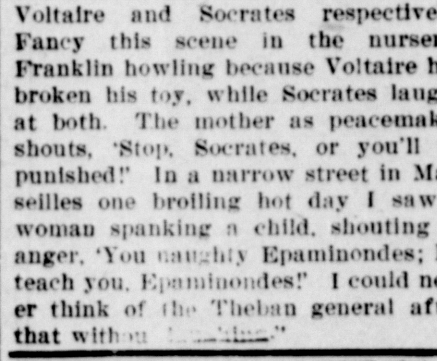 Voltaire and Socrates respective
Fancy this scene in the nurser
Franklin howling because Voltaire h
broken his toy, while Socrates laug
at both. The mother as peacemak
shouts, 'Stop, Socrates, or you'll
punished!' In a narrow street in Ma
seilles one broiling hot day I saw
woman spanking a child, shouting
anger, 'You naughty Epaminondes;
teach you, Epaminondes!' I could ne
er think of the Theban general aft
that without